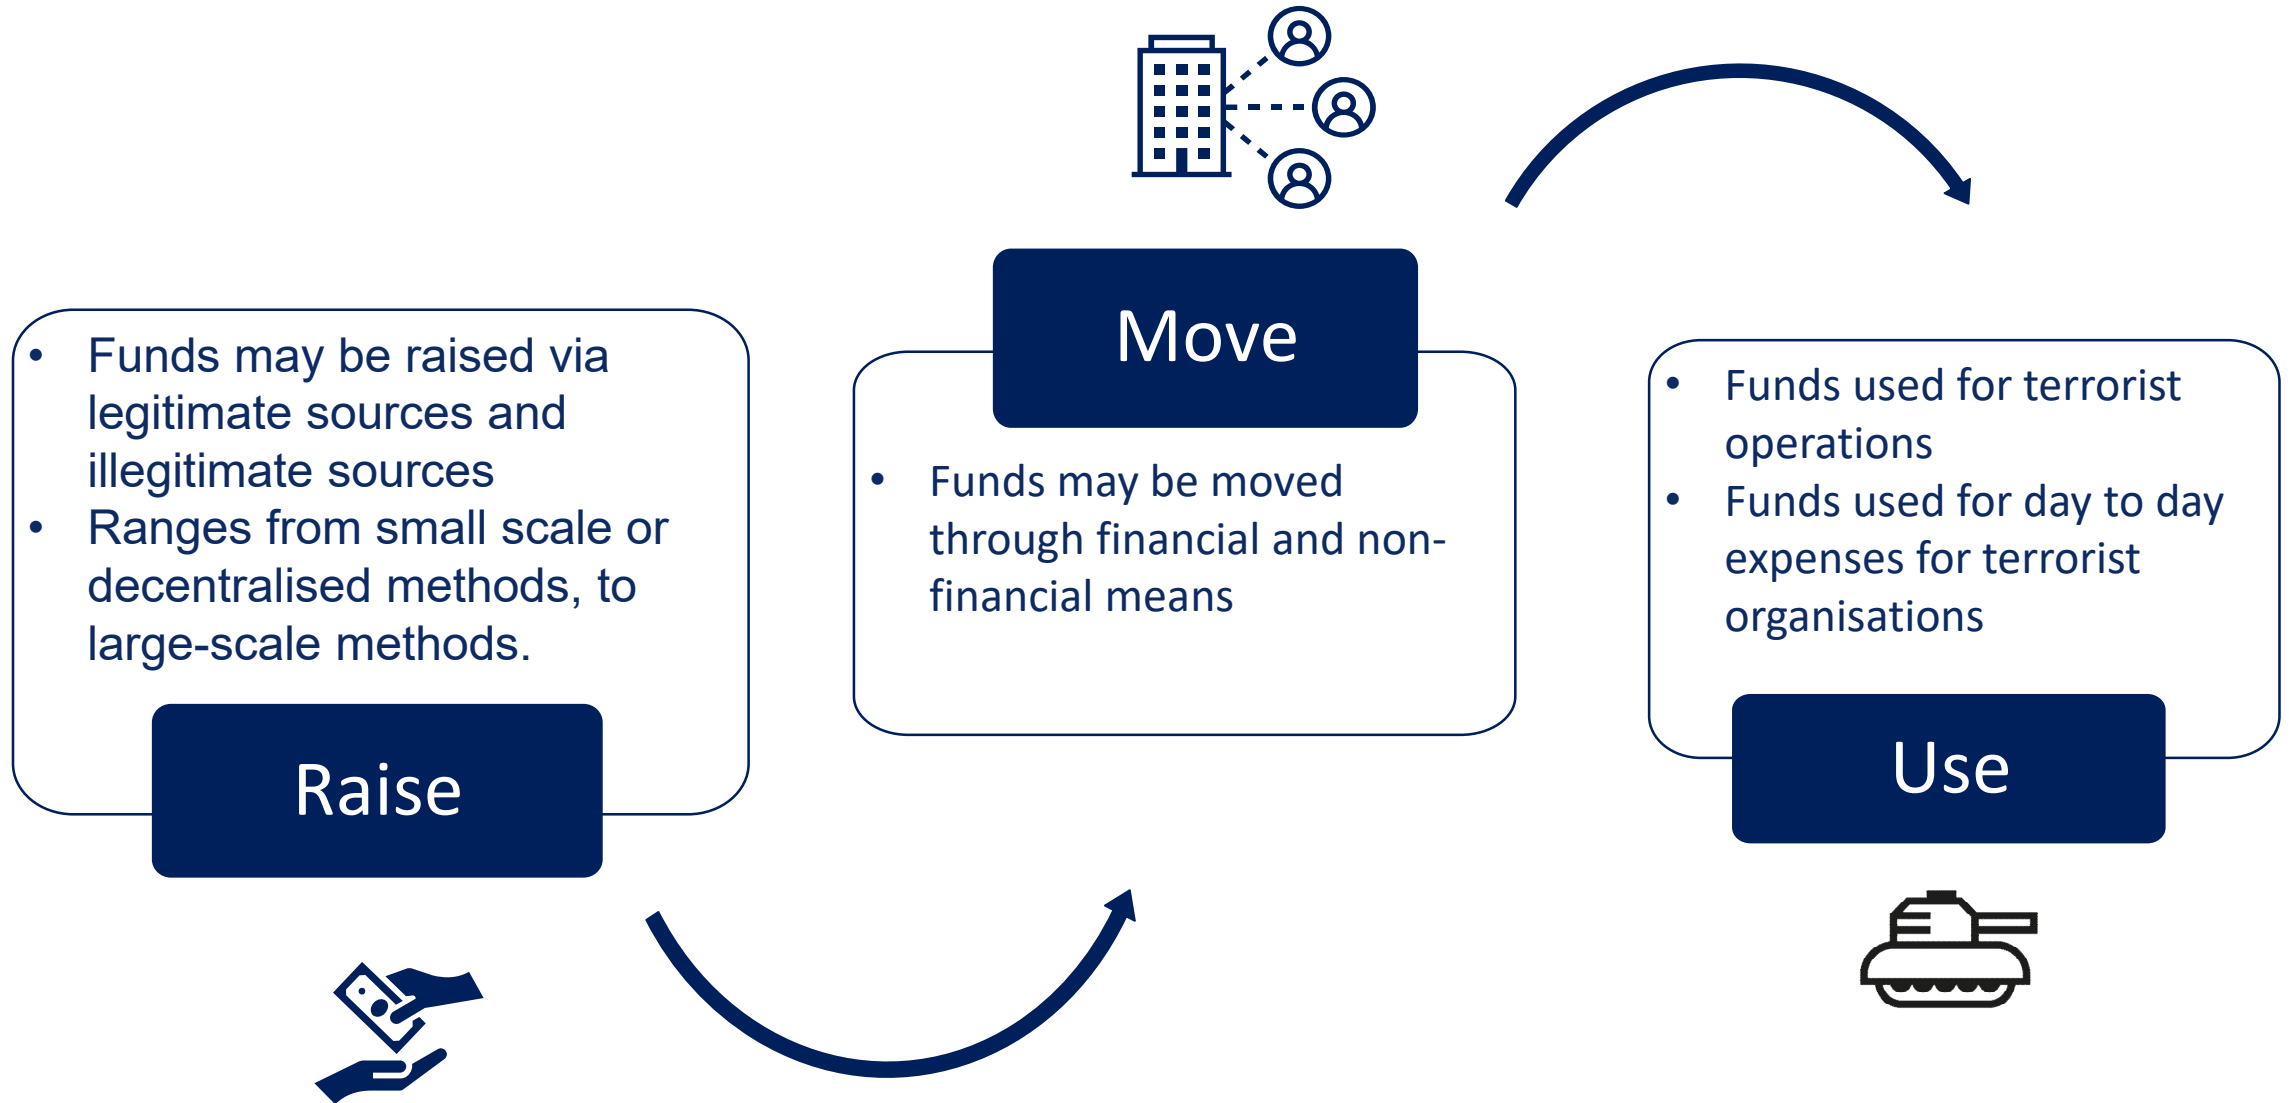 • Funds may be raised via
legitimate sources and
illegitimate sources
• Ranges from small scale or
decentralised methods, to
large-scale methods.
Raise
Move
• Funds may be moved
through financial and non-
financial means
• Funds used for terrorist
operations
• Funds used for day to day
expenses for terrorist
organisations
Use